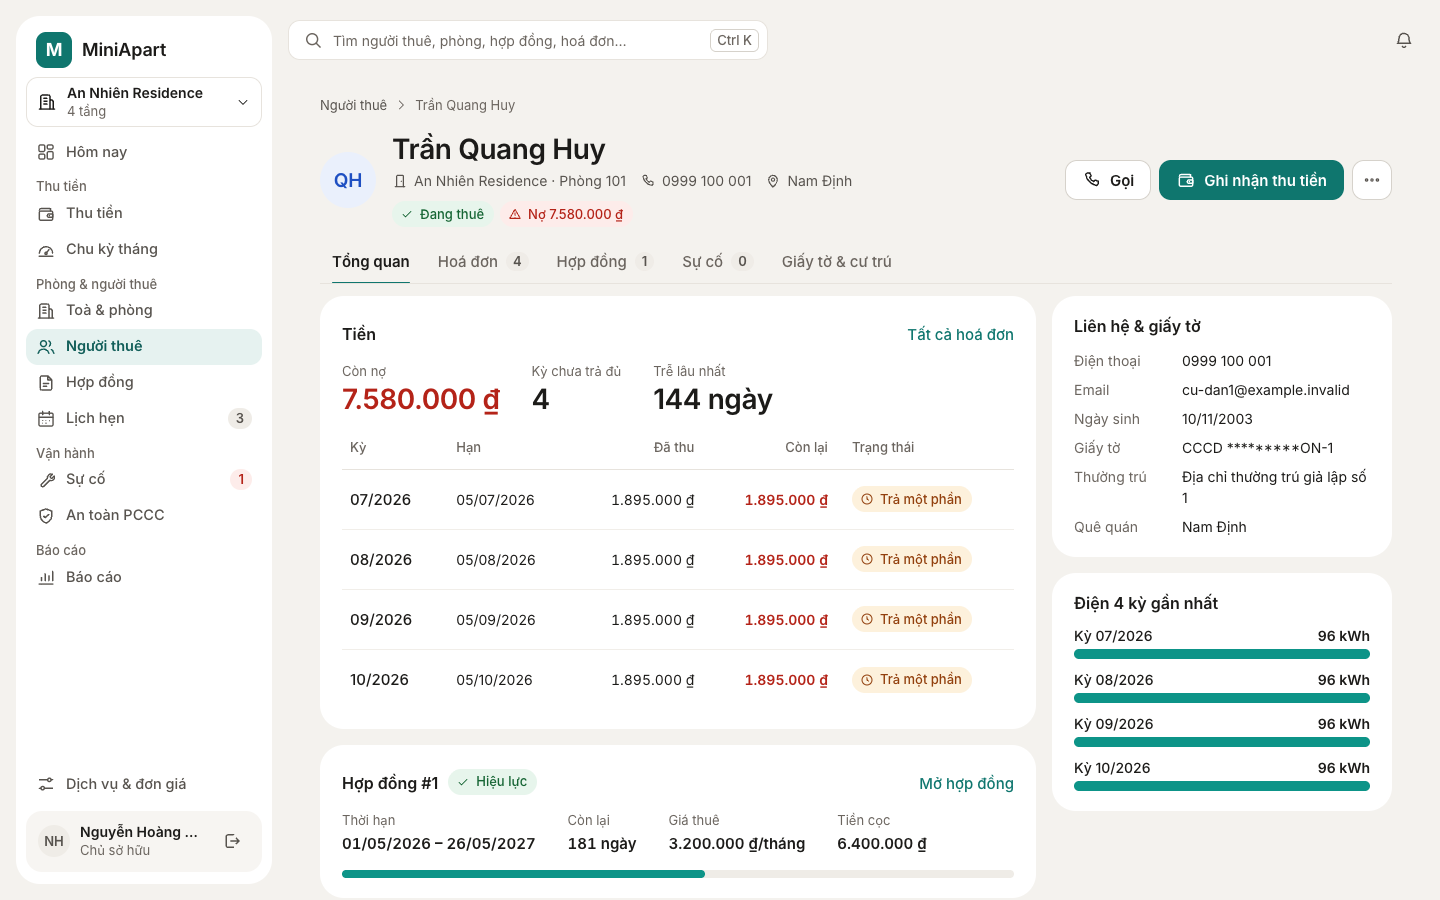 M MiniApart
An Nhiên Residence
4 tầng
Hôm nay
Thu tiền
Thu tiền
Chu kỳ tháng
Phòng & người thuê
Toà & phòng
Người thuê
Hợp đồng
Lịch hẹn 3
Vận hành
Sự cố 1
An toàn PCCC
Báo cáo
Báo cáo
Dịch vụ & đơn giá
NH
Nguyễn Hoàng ...
Chủ sở hữu
Tìm người thuê, phòng, hợp đồng, hoá đơn... Ctrl K
Người thuê > Trần Quang Huy
QH
Trần Quang Huy
An Nhiên Residence · Phòng 101 0999 100 001 Nam Định
Đang thuê Nợ 7.580.000 ₫
Gọi Ghi nhận thu tiền
Tổng quan Hoá đơn 4 Hợp đồng 1 Sự cố 0 Giấy tờ & cư trú
Tiền Tất cả hoá đơn
Còn nợ Kỳ chưa trả đủ Trễ lâu nhất
7.580.000 ₫ 4 144 ngày
Kỳ Hạn Đã thu Còn lại Trạng thái
07/2026 05/07/2026 1.895.000 ₫ 1.895.000 ₫ Trả một phần
08/2026 05/08/2026 1.895.000 ₫ 1.895.000 ₫ Trả một phần
09/2026 05/09/2026 1.895.000 ₫ 1.895.000 ₫ Trả một phần
10/2026 05/10/2026 1.895.000 ₫ 1.895.000 ₫ Trả một phần
Hợp đồng #1 Hiệu lực Mở hợp đồng
Thời hạn Còn lại Giá thuê Tiền cọc
01/05/2026 – 26/05/2027 181 ngày 3.200.000 ₫/tháng 6.400.000 ₫
Liên hệ & giấy tờ
Điện thoại 0999 100 001
Email cu-dan1@example.invalid
Ngày sinh 10/11/2003
Giấy tờ CCCD *********ON-1
Thường trú Địa chỉ thường trú giả lập số
1
Quê quán Nam Định
Điện 4 kỳ gần nhất
Kỳ 07/2026 96 kWh
Kỳ 08/2026 96 kWh
Kỳ 09/2026 96 kWh
Kỳ 10/2026 96 kWh